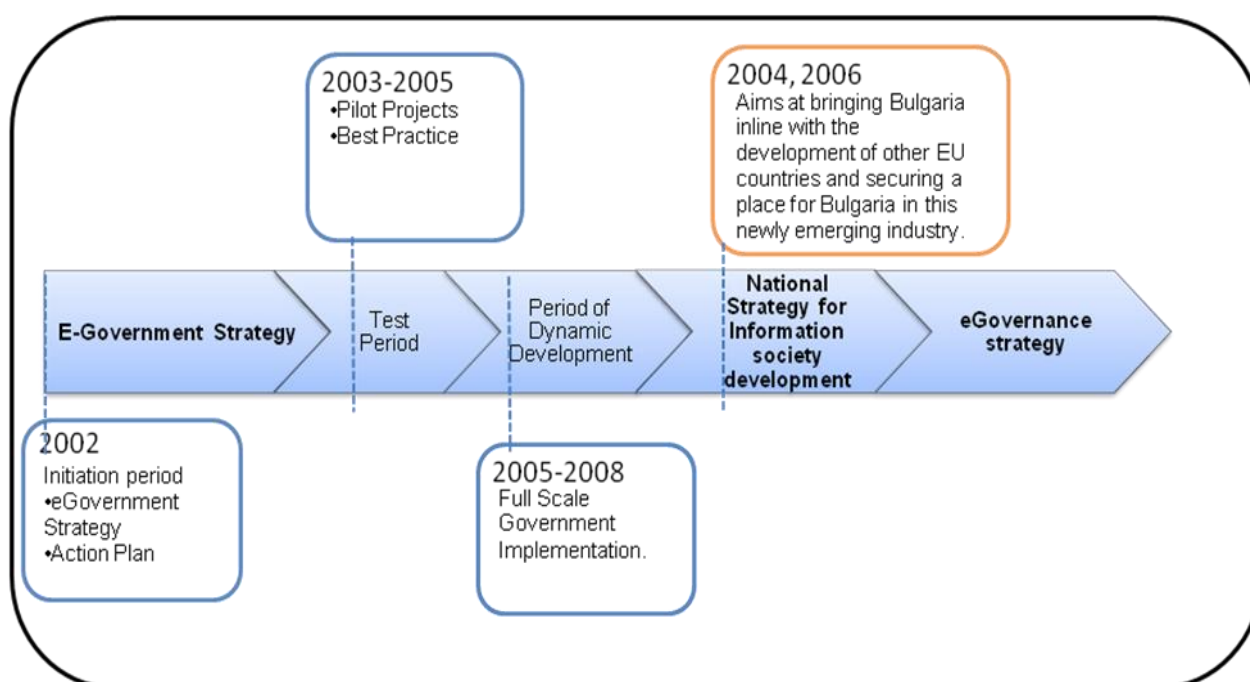 2003-2005
•Pilot Projects
•Best Practice
2004, 2006
Aims at bringing Bulgaria
inline with the
development of other EU
countries and securing a
place for Bulgaria in this
newly emerging industry.
E-Government Strategy
Test
Period
Period of
Dynamic
Development
National
Strategy for
Information
society
development
eGovernance
strategy
2002
Initiation period
•eGovernment
Strategy
•Action Plan
2005-2008
Full Scale
Government
Implementation.